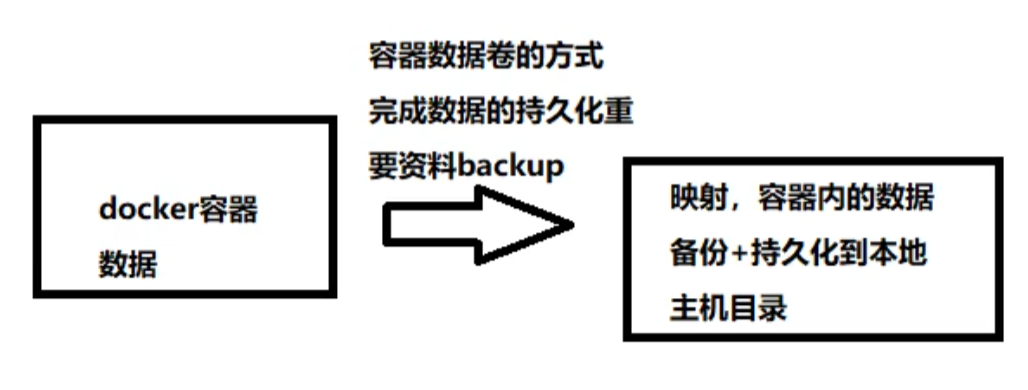 容器数据卷的方式
完成数据的持久化重
要资料backup
docker容器
数据
映射，容器内的数据
备份+持久化到本地
主机目录